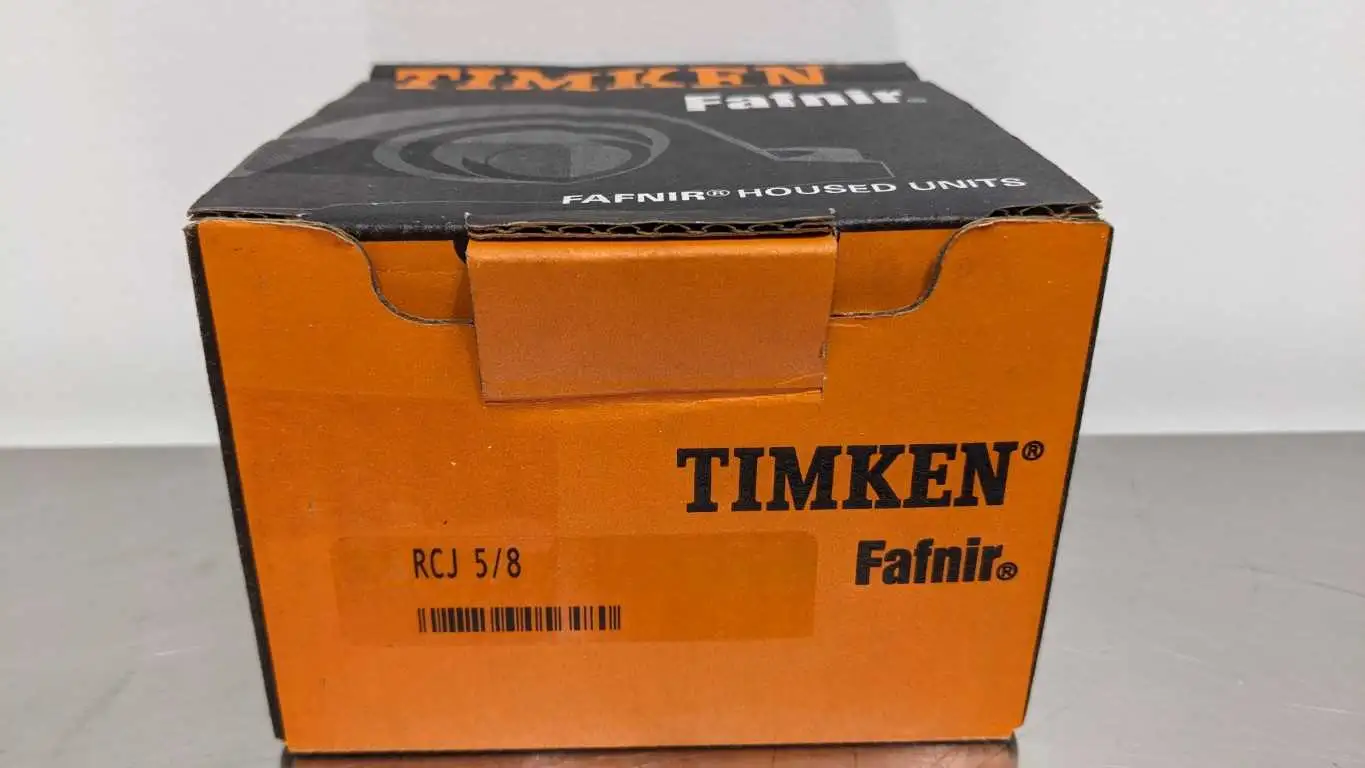 TIMKEN
Fafnir®
FAFNIR® HOUSED UNITS
TIMKEN®
Fafnir®
RCJ 5/8